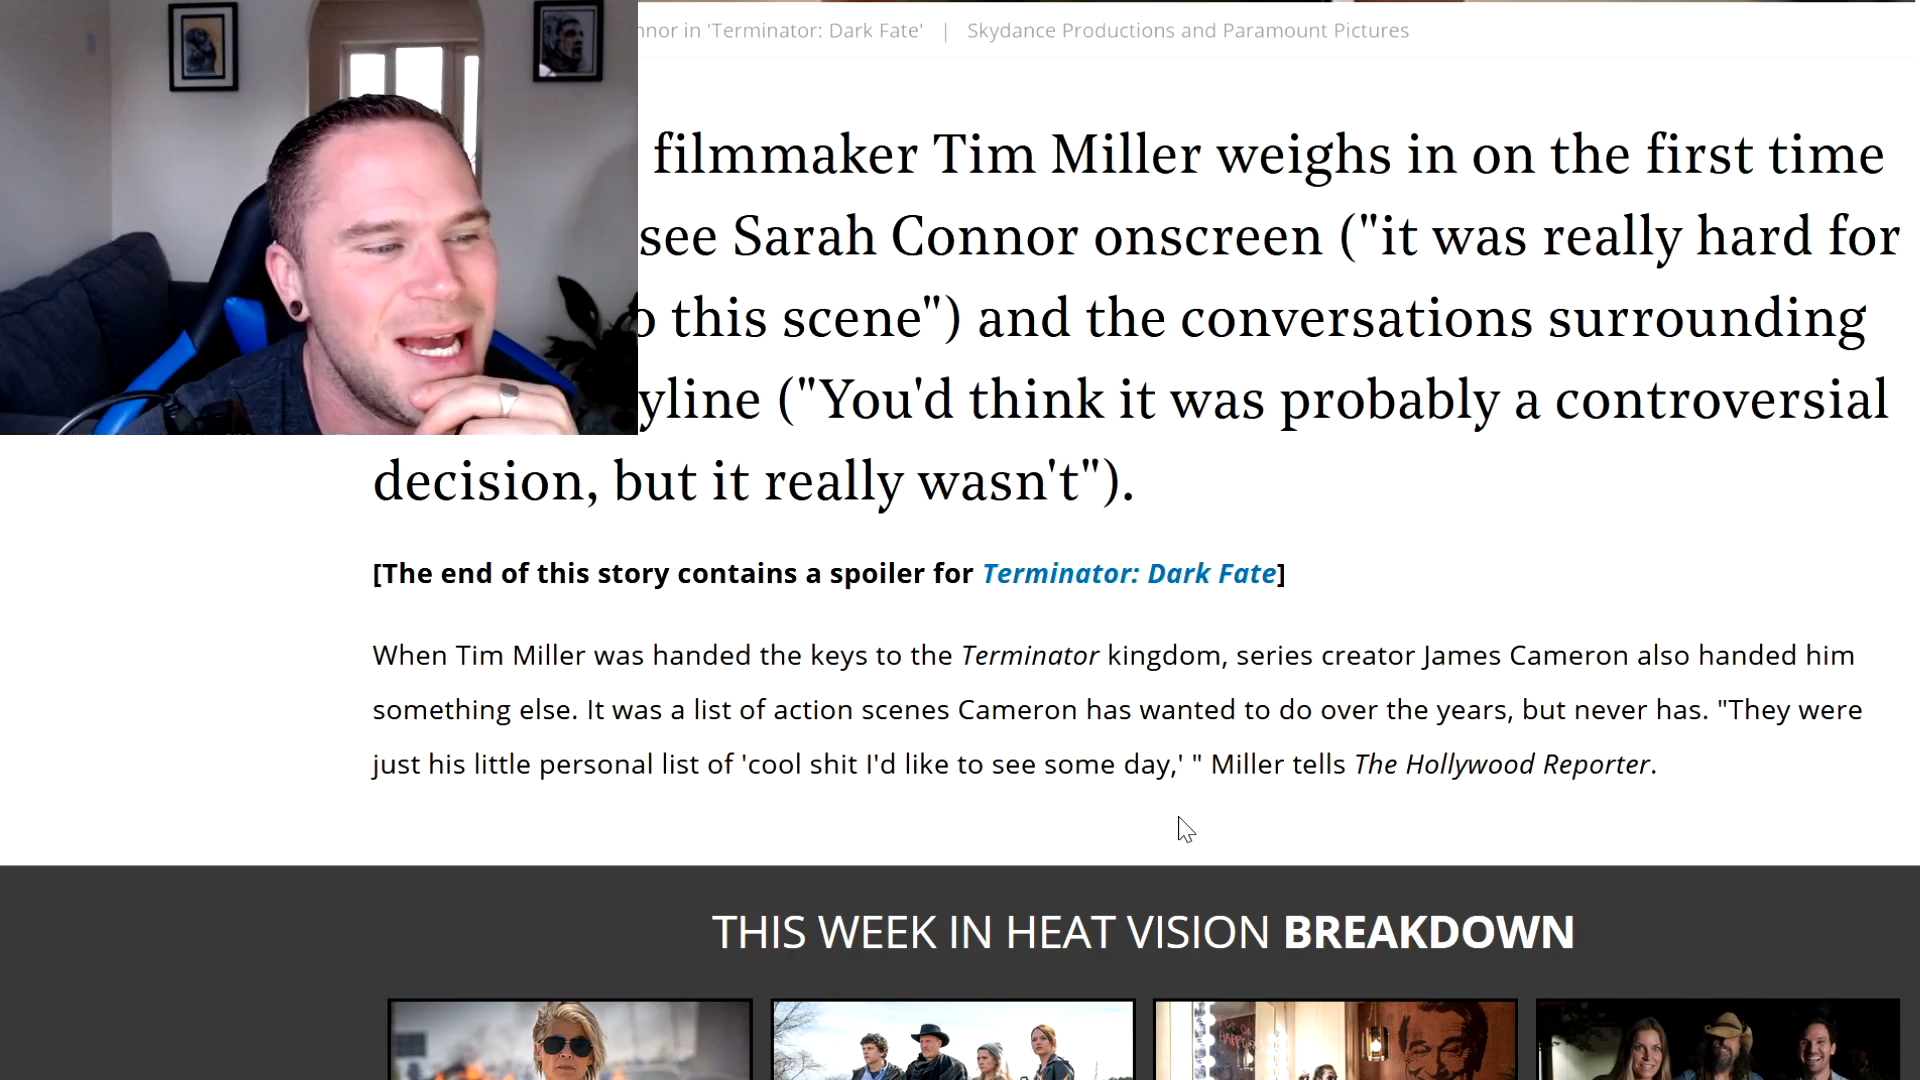 in 'Terminator: Dark Fate' | Skydance Productions and Paramount Pictures
filmmaker Tim Miller weighs in on the first time
see Sarah Connor onscreen ("it was really hard for
this scene") and the conversations surrounding
("You'd think it was probably a controversial
decision, but it really wasn't").
[The end of this story contains a spoiler for Terminator: Dark Fate]
When Tim Miller was handed the keys to the Terminator kingdom, series creator James Cameron also handed him
something else. It was a list of action scenes Cameron has wanted to do over the years, but never has. "They were
just his little personal list of 'cool shit I'd like to see some day,' " Miller tells The Hollywood Reporter.
THIS WEEK IN HEAT VISION BREAKDOWN